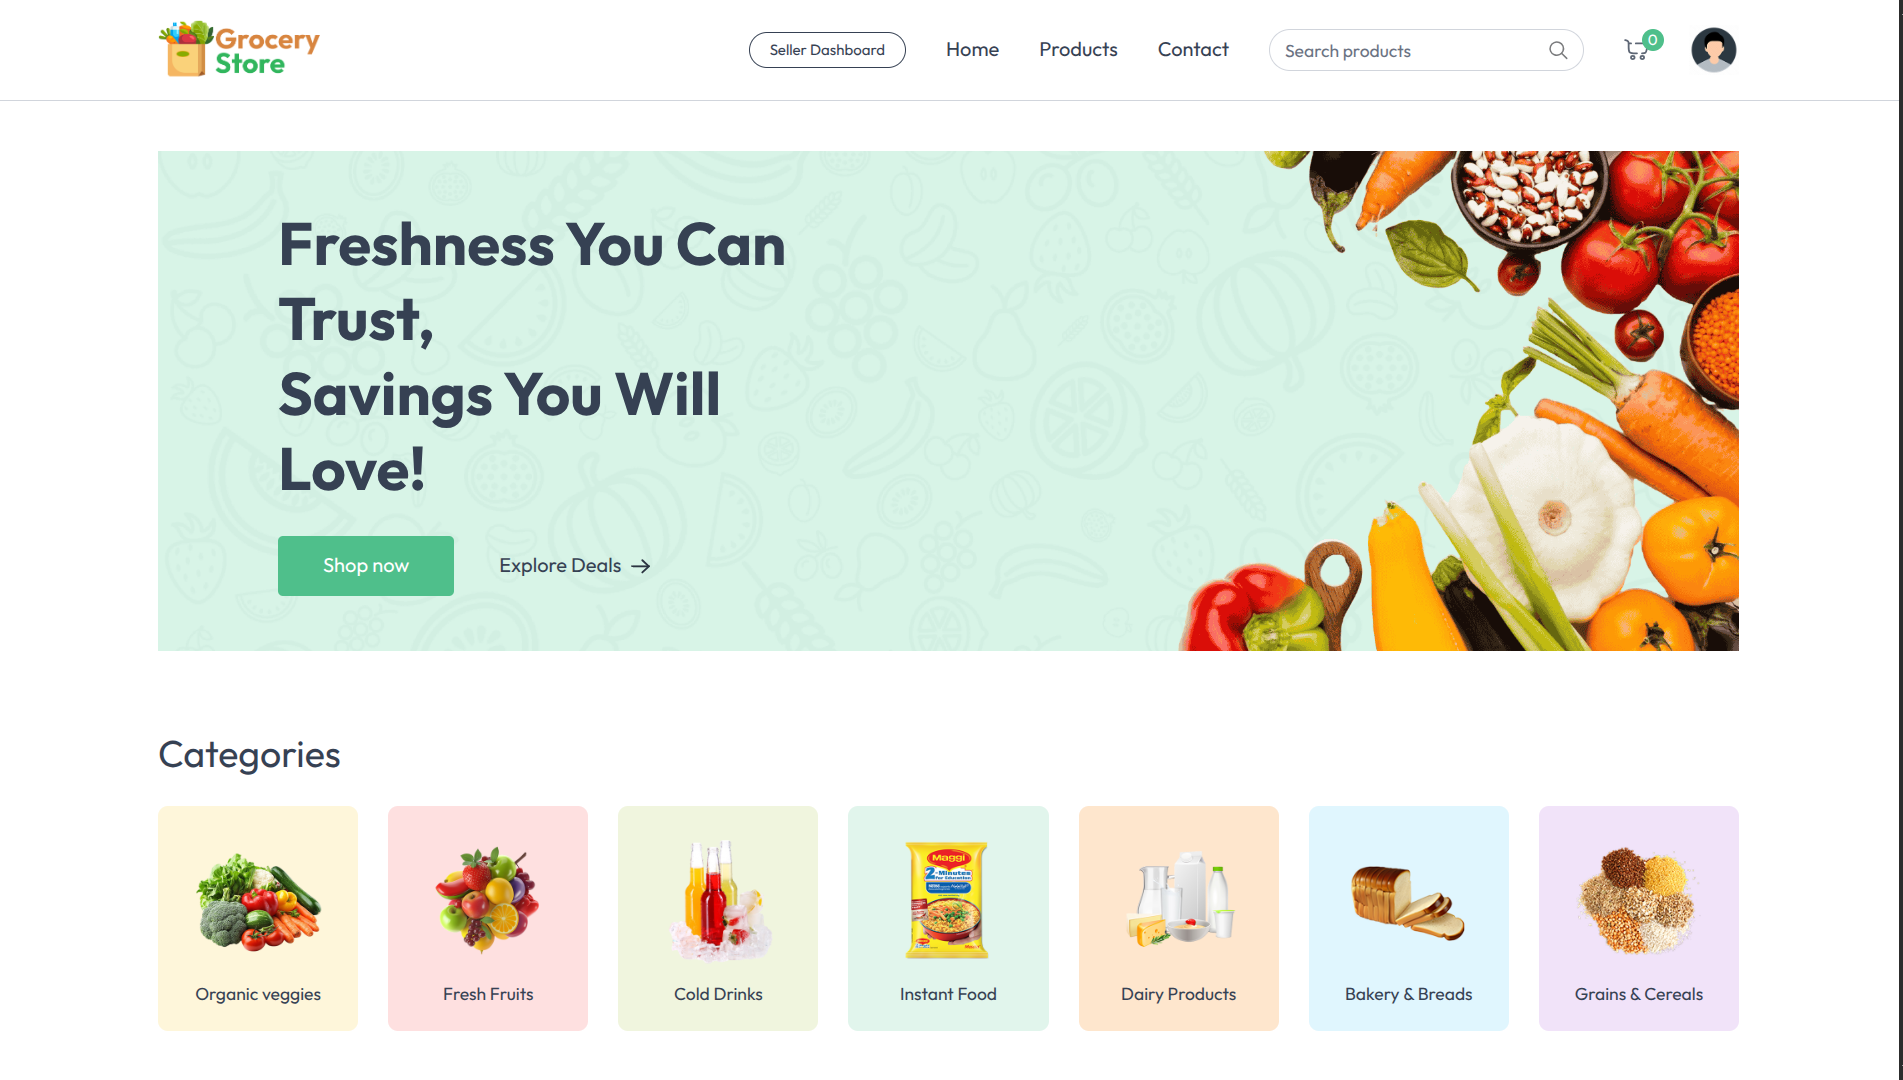 Grocery
Store
Seller Dashboard
Home
Products
Contact
Search products
0
Freshness You Can
Trust,
Savings You Will
Love!
Shop now
Explore Deals
Categories
Organic veggies
Fresh Fruits
Cold Drinks
Maggi
2-Minutes
for Education
Instant Food
Dairy Products
Bakery & Breads
Grains & Cereals